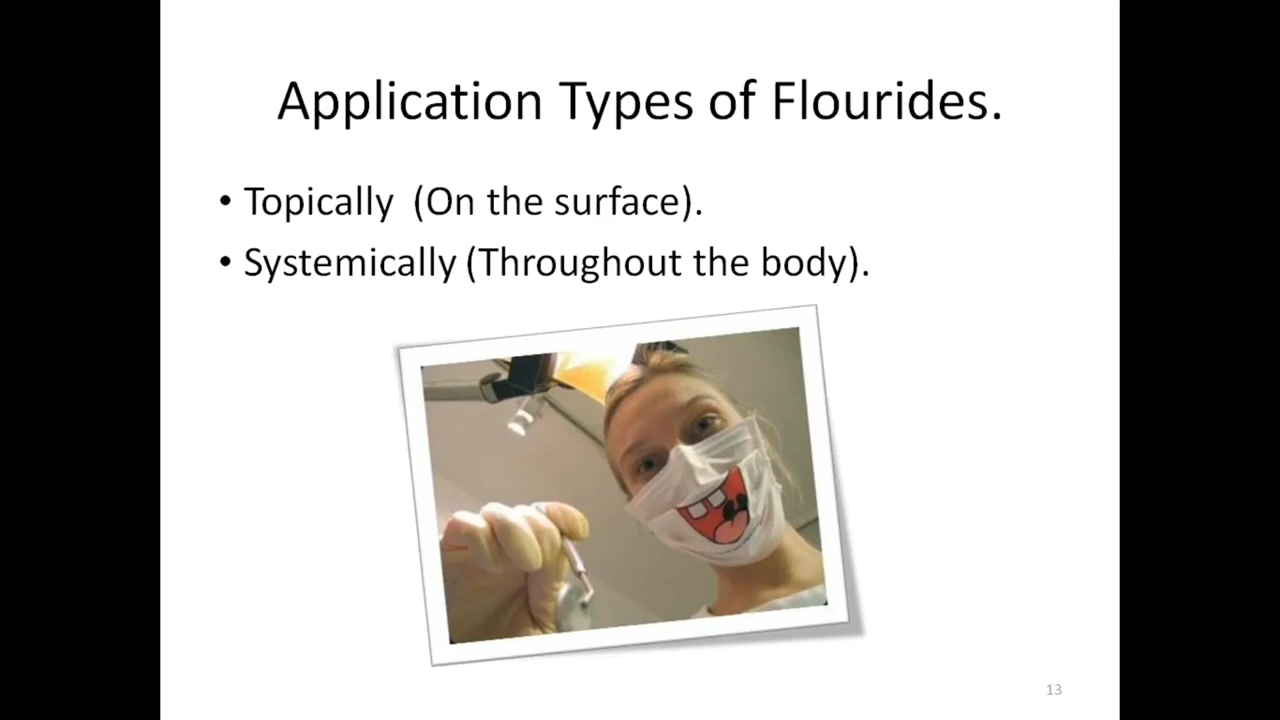 Application Types of Flourides.
• Topically (On the surface).
• Systemically (Throughout the body).
13